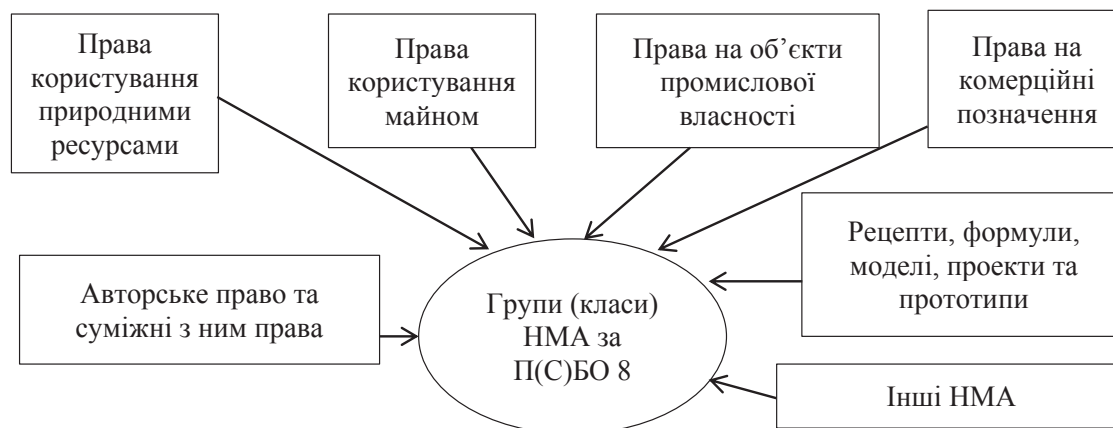 Права
користування
природними
ресурсами
Права
користування
майном
Права на об’єкти
промислової
власності
Права на
комерційні
позначення
Рецепти, формули,
моделі, проекти та
прототипи
Авторське право та
суміжні з ним права
Групи (класи)
НМА за
П(С)БО 8
Інші НМА